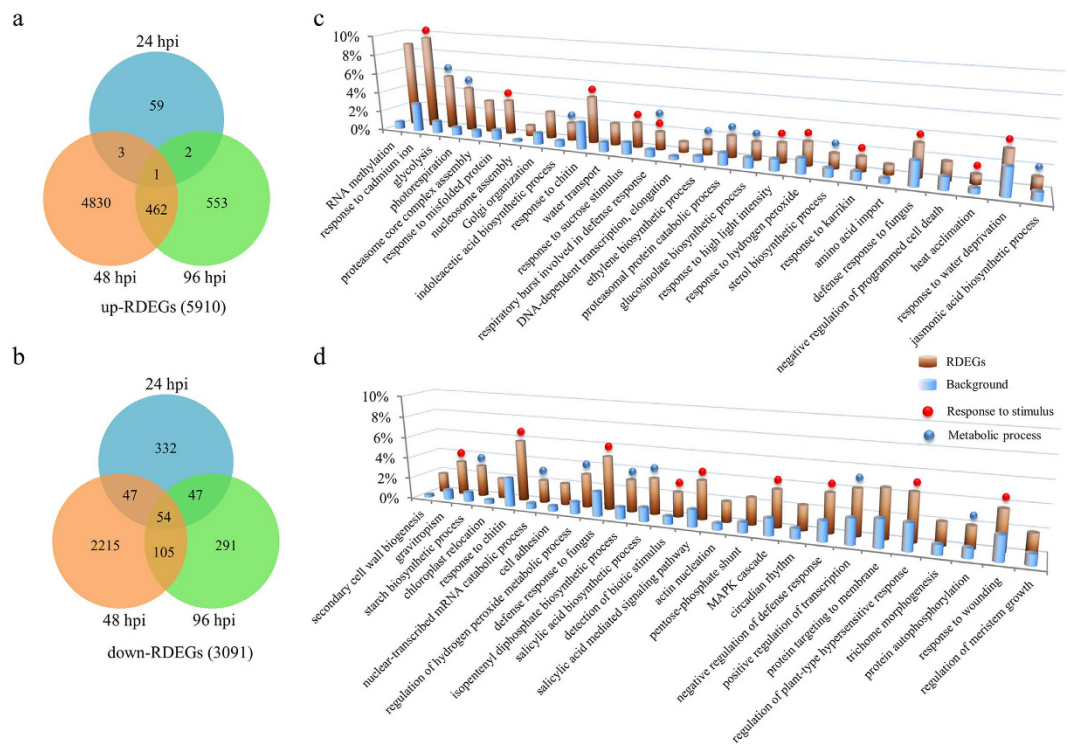 a
24 hpi
59
3
2
1
4830
462
553
48 hpi
96 hpi
up-RDEGs (5910)
b
24 hpi
332
47
47
54
2215
105
291
48 hpi
96 hpi
down-RDEGs (3091)
c
10%
8%
6%
4%
2%
0%
RNA methylation
response to cadmium ion
glycolysis
photorespiration
proteasome core complex assembly
response to misfolded protein
nucleosome assembly
Golgi organization
indoleacetic acid biosynthetic process
response to chitin
water transport
response to sucrose stimulus
respiratory burst involved in defense response
DNA-dependent transcription, elongation
ethylene biosynthetic process
proteasomal protein catabolic process
glucosinolate biosynthetic process
response to high light intensity
response to hydrogen peroxide
sterol biosynthetic process
response to karrikin
amino acid import
defense response to fungus
negative regulation of programmed cell death
heat acclimation
response to water deprivation
jasmonic acid biosynthetic process
RDEGs
Background
Response to stimulus
Metabolic process
d
10%
8%
6%
4%
2%
0%
secondary cell wall biogenesis
gravitropism
starch biosynthetic process
chloroplast relocation
response to chitin
nuclear-transcribed mRNA catabolic process
cell adhesion
regulation of hydrogen peroxide metabolic process
defense response to fungus
isopentenyl diphosphate biosynthetic process
salicylic acid biosynthetic process
detection of biotic stimulus
salicylic acid mediated signaling pathway
actin nucleation
pentose-phosphate shunt
MAPK cascade
circadian rhythm
negative regulation of defense response
positive regulation of transcription
protein targeting to membrane
regulation of plant-type hypersensitive response
trichome morphogenesis
protein autophosphorylation
response to wounding
regulation of meristem growth